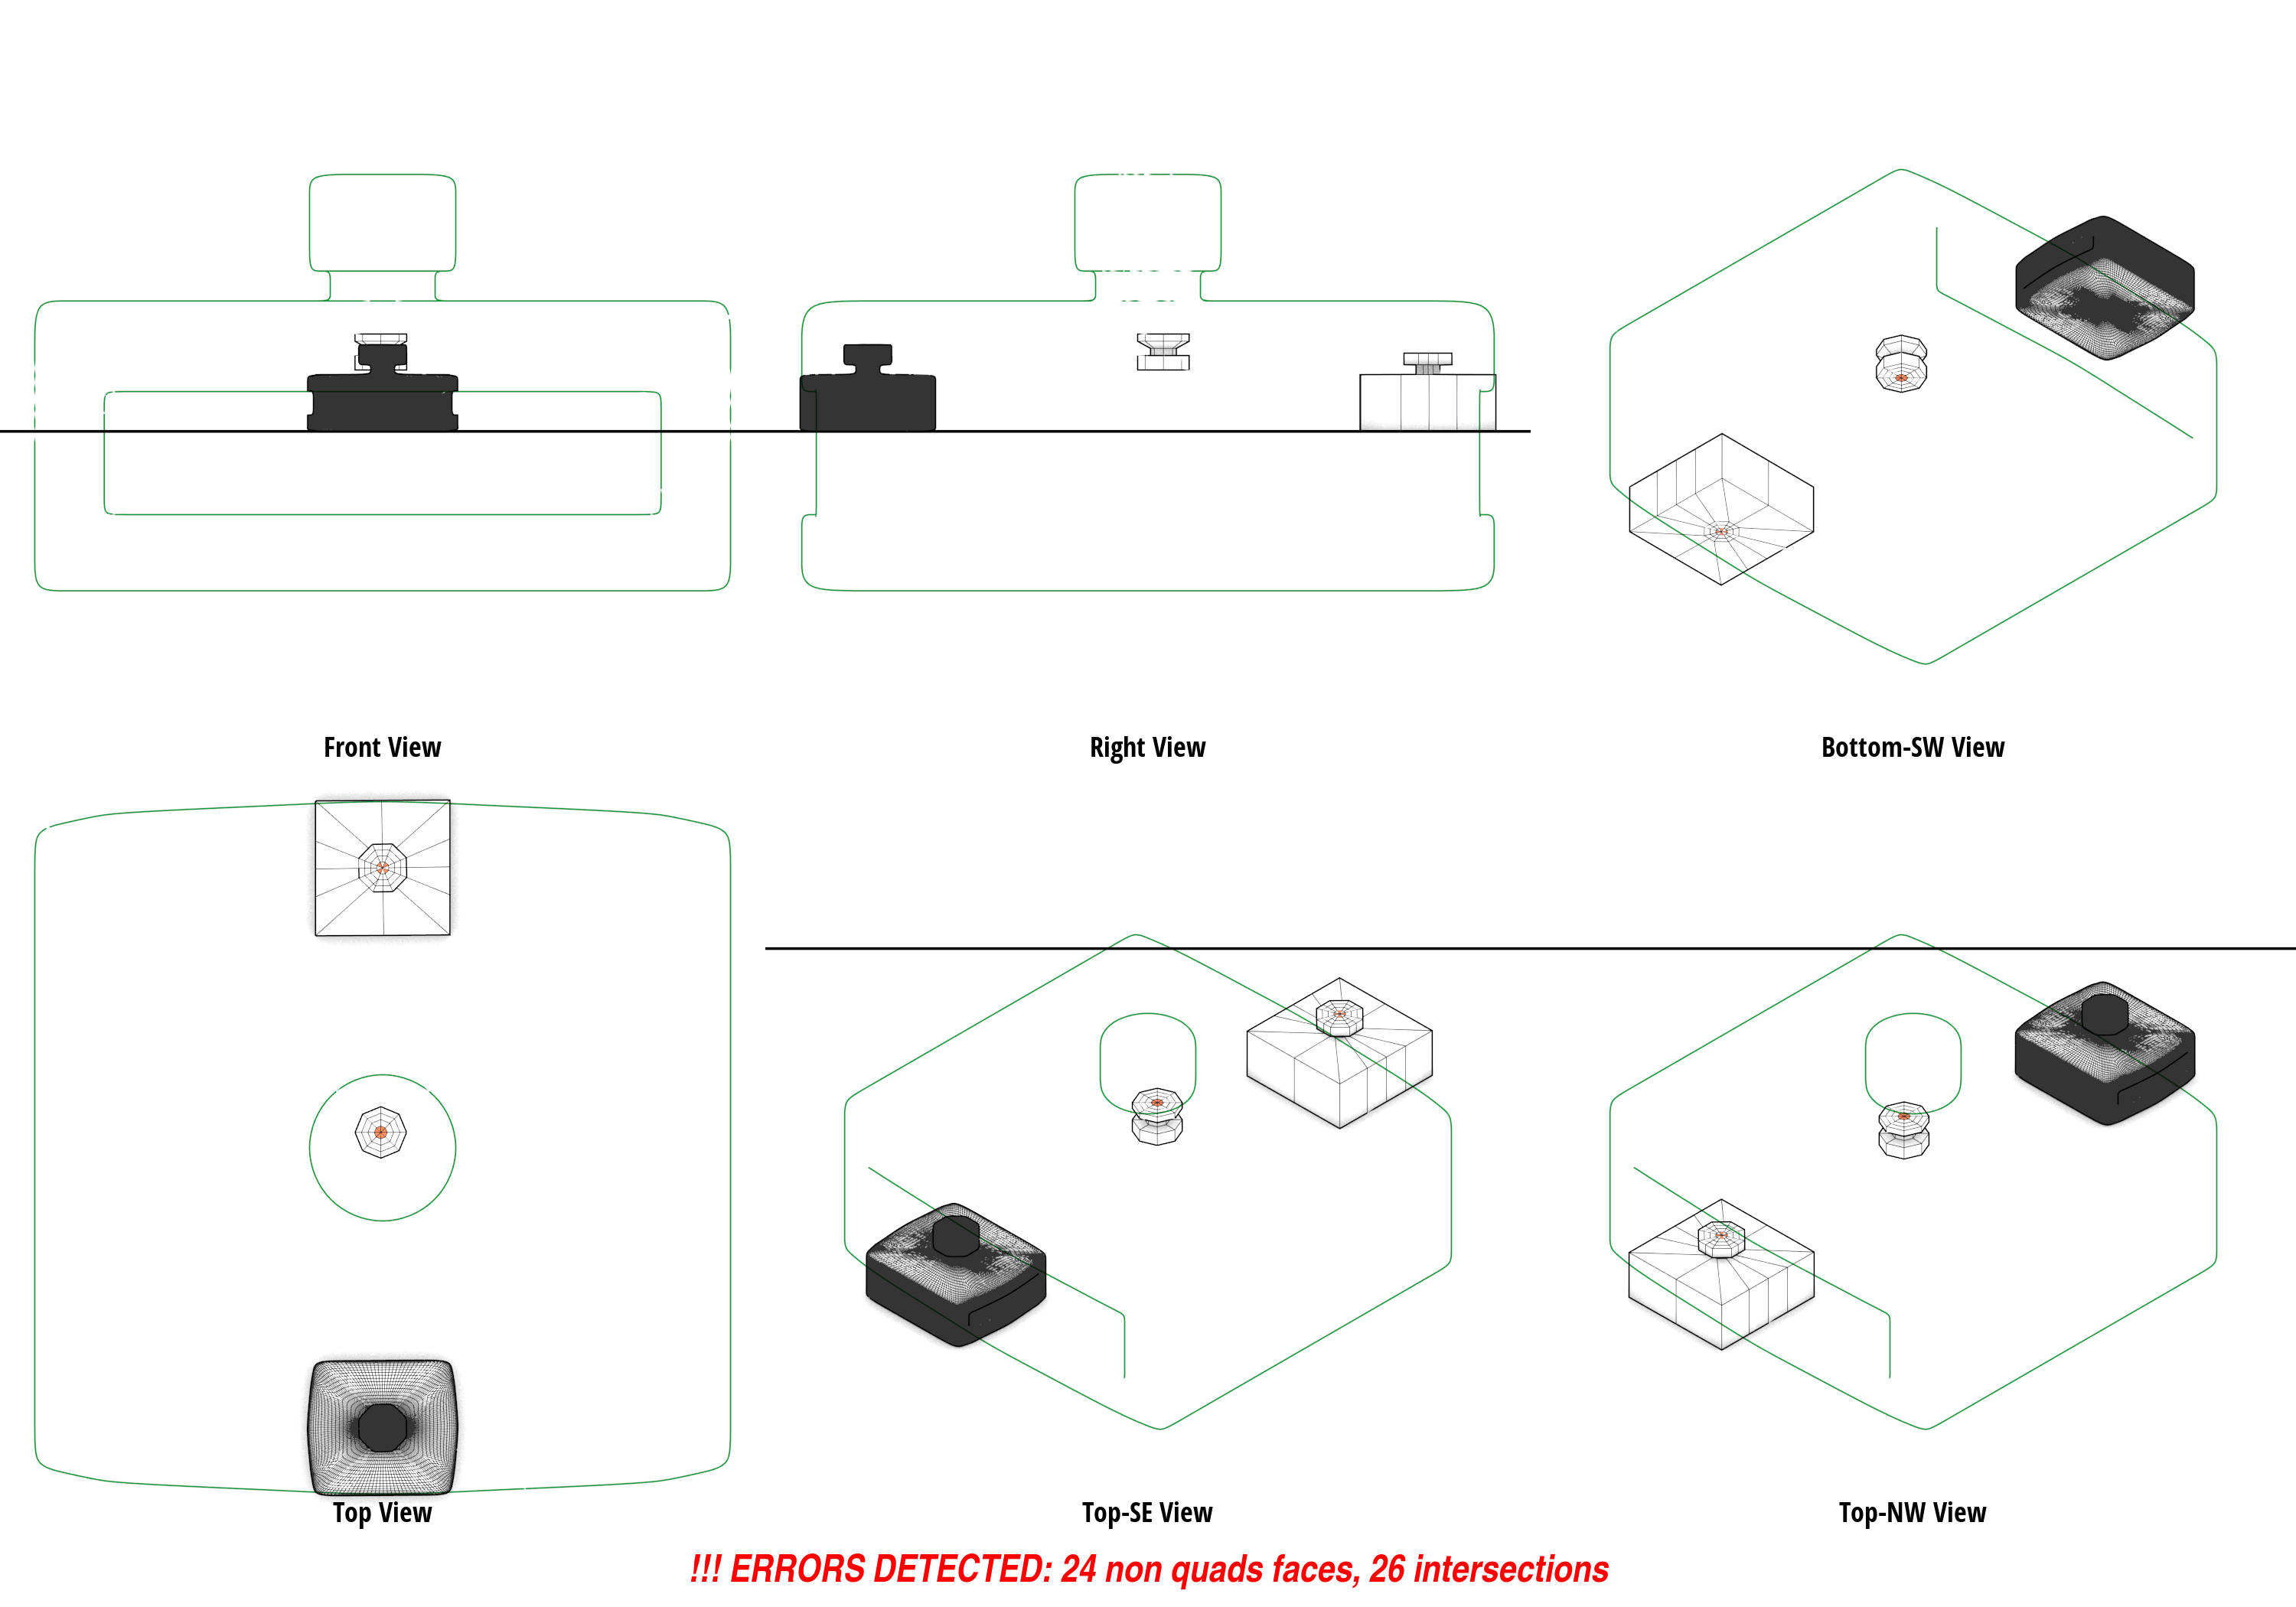 Front View
Right View
Bottom-SW View
Top View
Top-SE View
Top-NW View
!!! ERRORS DETECTED: 24 non quads faces, 26 intersections